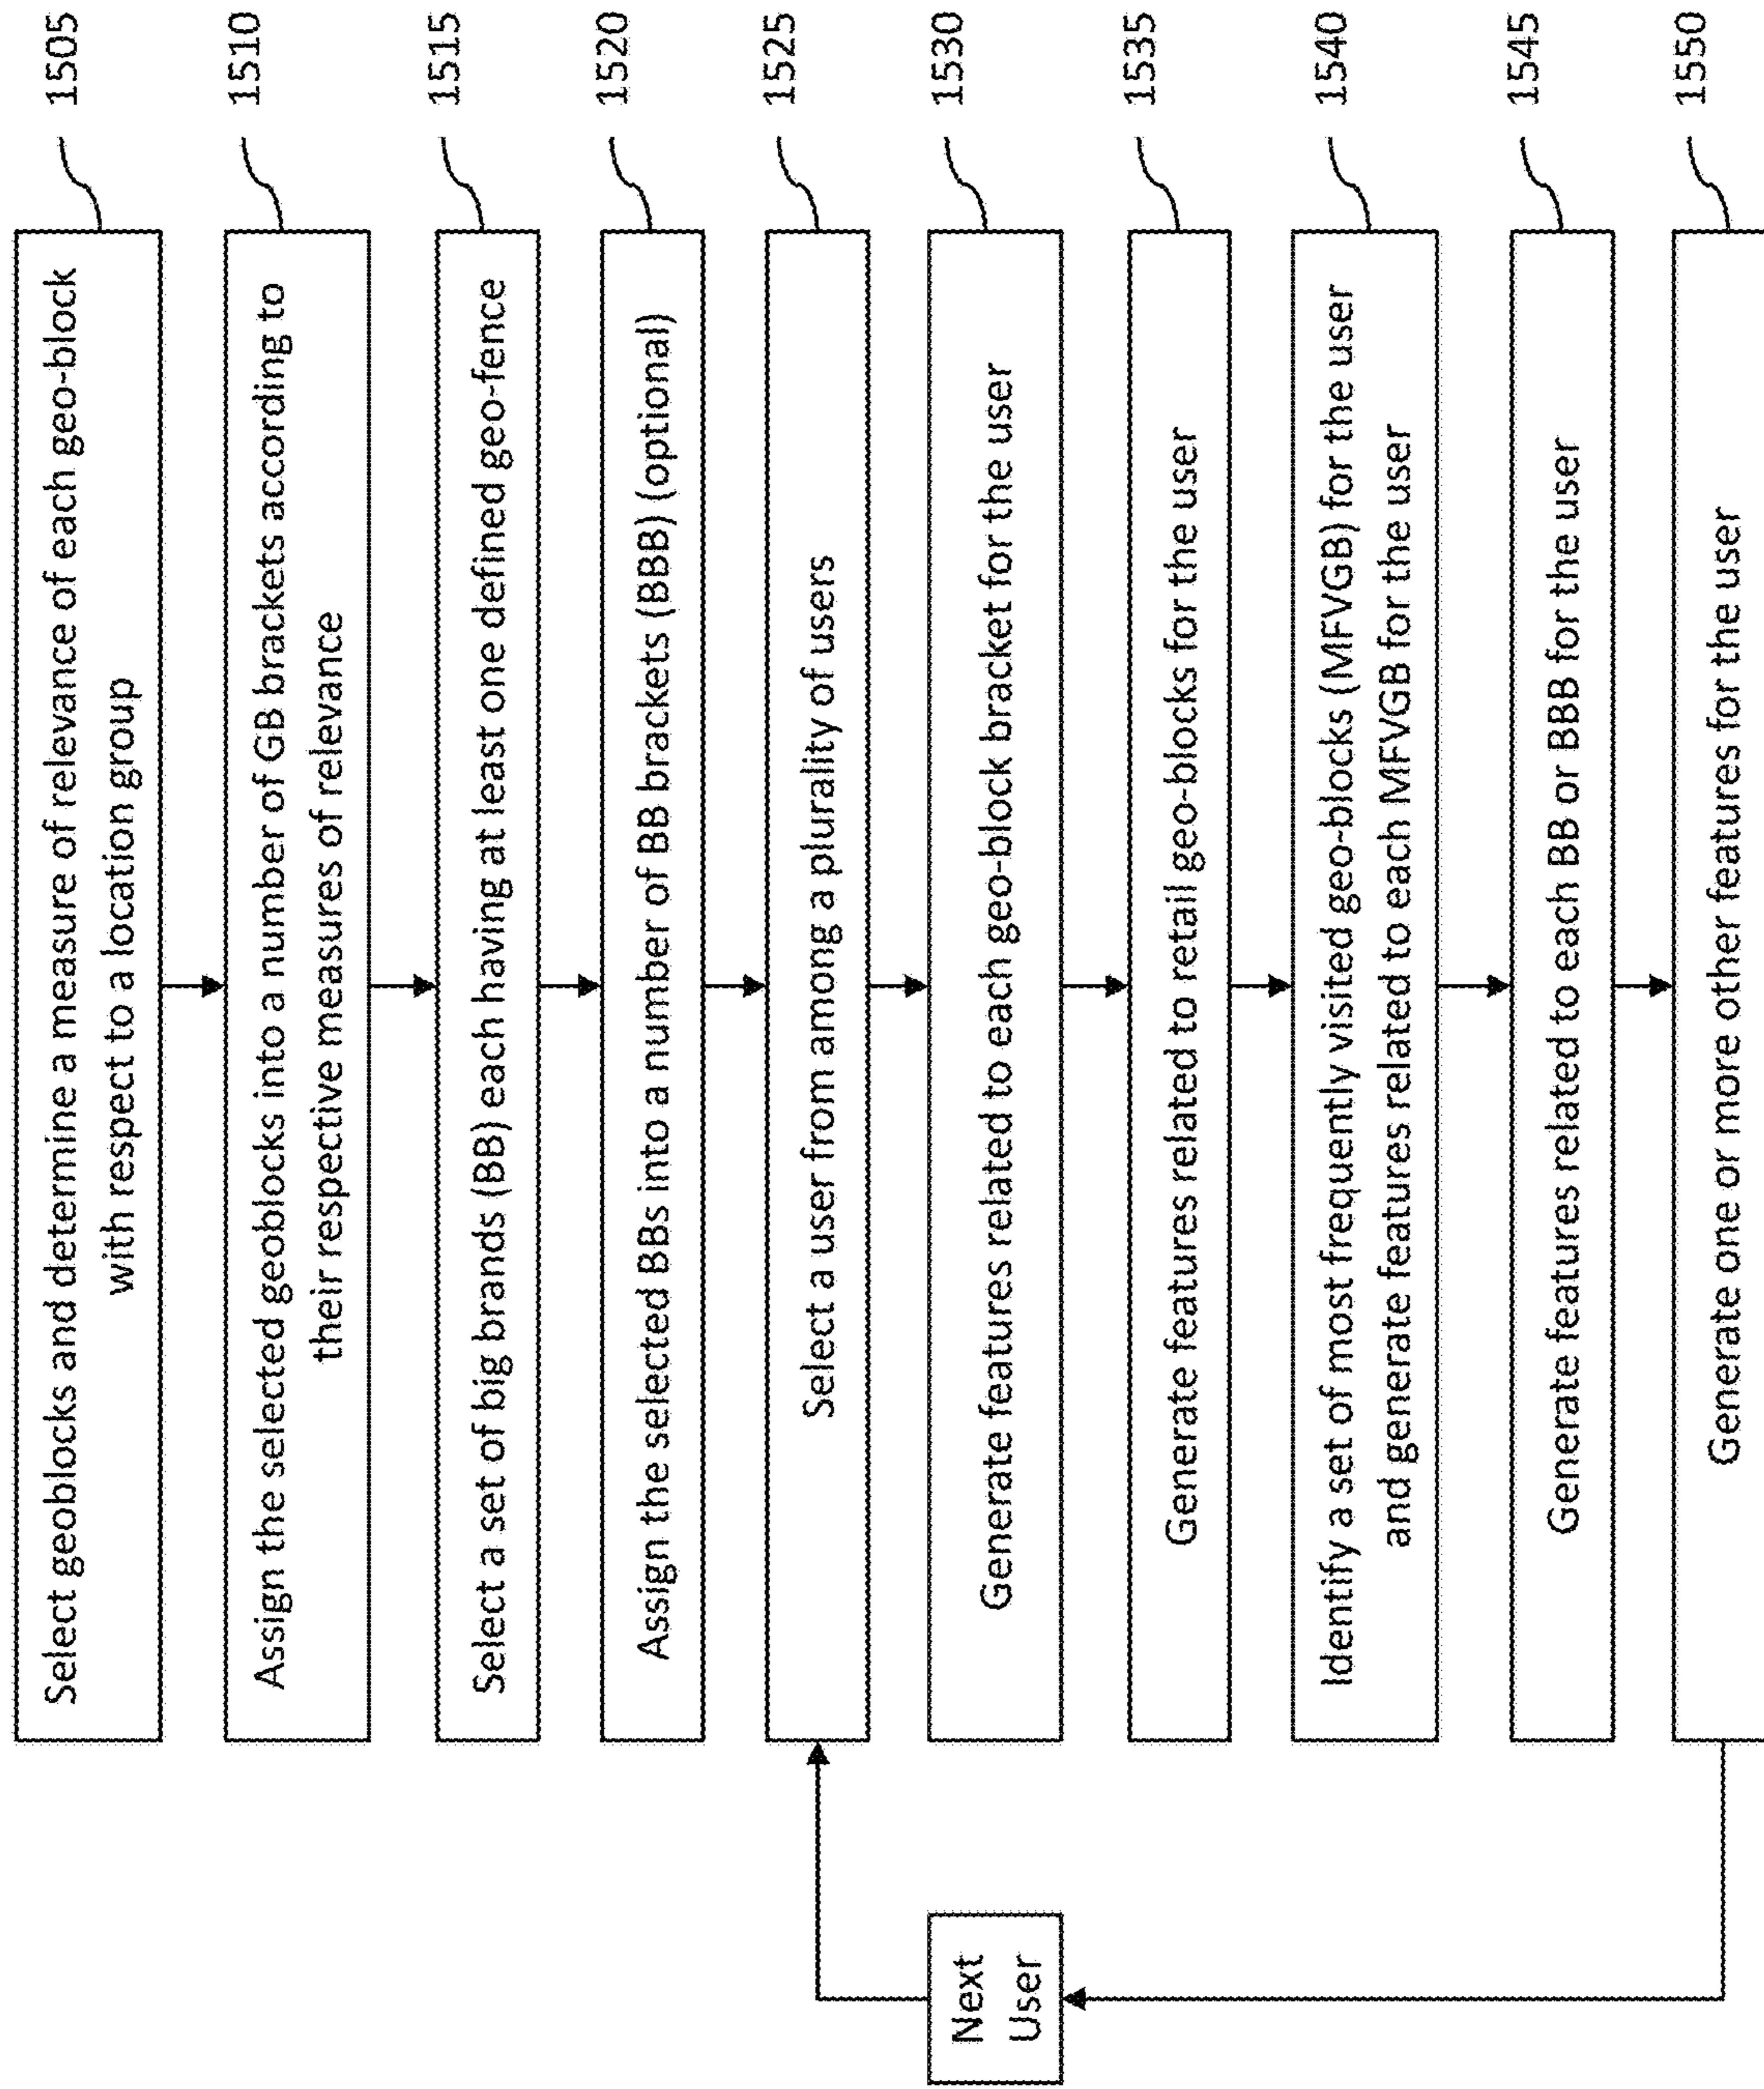 Select geoblocks and determine a measure of relevance of each geo-block
with respect to a location group
1505
Assign the selected geoblocks into a number of GB brackets according to
their respective measures of relevance
1510
Select a set of big brands (BB) each having at least one defined geo-fence
1515
Assign the selected BBs into a number of BB brackets (BBB) (optional)
1520
Select a user from among a plurality of users
1525
Generate features related to each geo-block bracket for the user
1530
Generate features related to retail geo-blocks for the user
1535
Identify a set of most frequently visited geo-blocks (MFVGB) for the user
and generate features related to each MFVGB for the user
1540
Generate features related to each BB or BBB for the user
1545
Generate one or more other features for the user
1550
Next
User